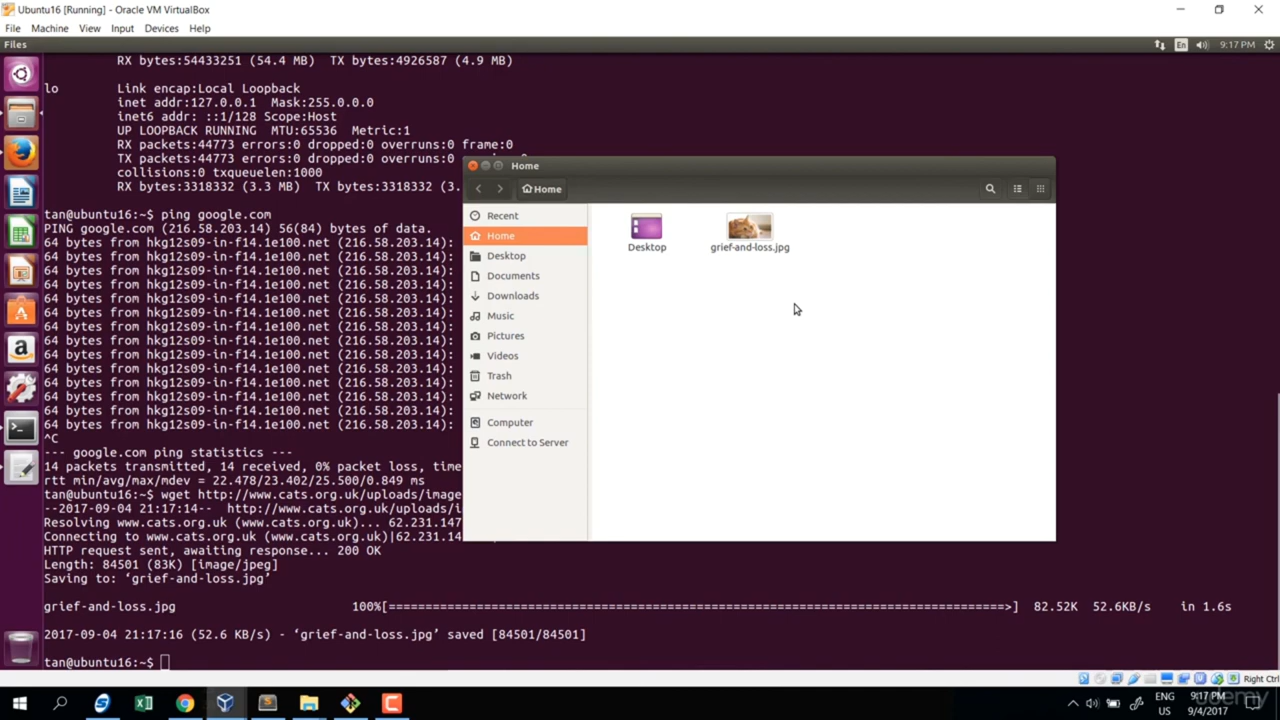 Ubuntu16 [Running] - Oracle VM VirtualBox
File Machine View Input Devices Help
Files
En
9:17 PM
RX bytes:54433251 (54.4 MB) TX bytes:4926587 (4.9 MB)
lo Link encap:Local Loopback
inet addr:127.0.0.1 Mask:255.0.0.0
inet6 addr: ::1/128 Scope:Host
UP LOOPBACK RUNNING MTU:65536 Metric:1
RX packets:44773 errors:0 dropped:0 overruns:0 frame:0
TX packets:44773 errors:0 dropped:0 overruns:0
collisions:0 txqueuelen:1000
RX bytes:3318332 (3.3 MB) TX bytes:3318332 (3.
tan@ubuntu16:~$ ping google.com
PING google.com (216.58.203.14) 56(84) bytes of data.
64 bytes from hkg12s09-in-f14.1e100.net (216.58.203.14):
64 bytes from hkg12s09-in-f14.1e100.net (216.58.203.14):
64 bytes from hkg12s09-in-f14.1e100.net (216.58.203.14):
64 bytes from hkg12s09-in-f14.1e100.net (216.58.203.14):
64 bytes from hkg12s09-in-f14.1e100.net (216.58.203.14):
64 bytes from hkg12s09-in-f14.1e100.net (216.58.203.14):
64 bytes from hkg12s09-in-f14.1e100.net (216.58.203.14):
64 bytes from hkg12s09-in-f14.1e100.net (216.58.203.14):
64 bytes from hkg12s09-in-f14.1e100.net (216.58.203.14):
64 bytes from hkg12s09-in-f14.1e100.net (216.58.203.14):
64 bytes from hkg12s09-in-f14.1e100.net (216.58.203.14):
64 bytes from hkg12s09-in-f14.1e100.net (216.58.203.14):
64 bytes from hkg12s09-in-f14.1e100.net (216.58.203.14):
64 bytes from hkg12s09-in-f14.1e100.net (216.58.203.14):
^C
--- google.com ping statistics ---
14 packets transmitted, 14 received, 0% packet loss, time
rtt min/avg/max/mdev = 22.478/23.402/25.500/0.849 ms
tan@ubuntu16:~$ wget http://www.cats.org.uk/uploads/image
--2017-09-04 21:17:14-- http://www.cats.org.uk/uploads/i
Resolving www.cats.org.uk (www.cats.org.uk)... 62.231.147
Connecting to www.cats.org.uk (www.cats.org.uk)|62.231.14
HTTP request sent, awaiting response... 200 OK
Length: 84501 (83K) [image/jpeg]
Saving to: ‘grief-and-loss.jpg’
grief-and-loss.jpg 100%[===================================================================================>] 82.52K 52.6KB/s in 1.6s
2017-09-04 21:17:16 (52.6 KB/s) - ‘grief-and-loss.jpg’ saved [84501/84501]
tan@ubuntu16:~$
Home
Home
Recent
Home
Desktop
Documents
Downloads
Music
Pictures
Videos
Trash
Network
Computer
Connect to Server
Desktop
grief-and-loss.jpg
Right Ctrl
ENG
US
9:17 PM
9/4/2017
udemy